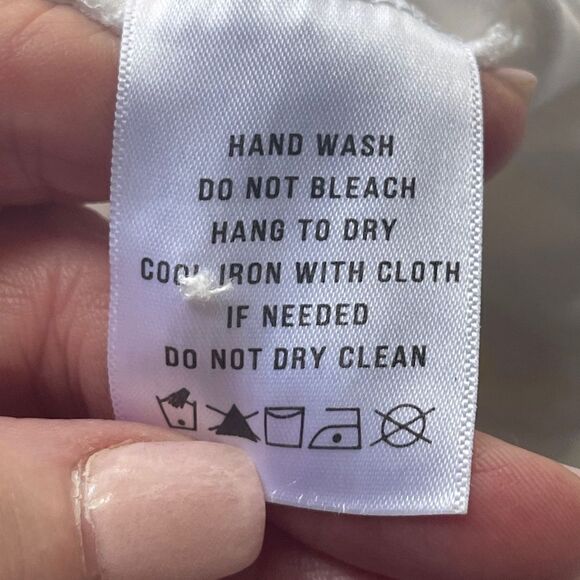 HAND WASH
DO NOT BLEACH
HANG TO DRY
COOL IRON WITH CLOTH
IF NEEDED
DO NOT DRY CLEAN